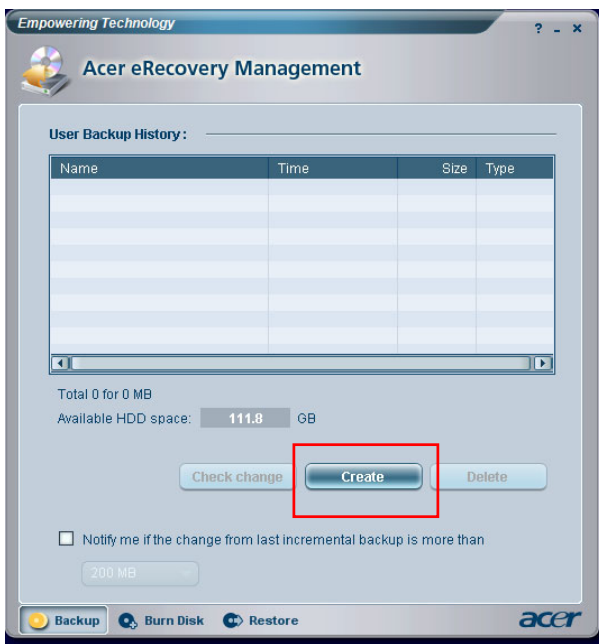 Empowering Technology
? - ×
Acer eRecovery Management
User Backup History :
Name Time Size Type
Total 0 for 0 MB
Available HDD space: 111.8 GB
Check change Create Delete
Notify me if the change from last incremental backup is more than
200 MB
Backup Burn Disk Restore acer